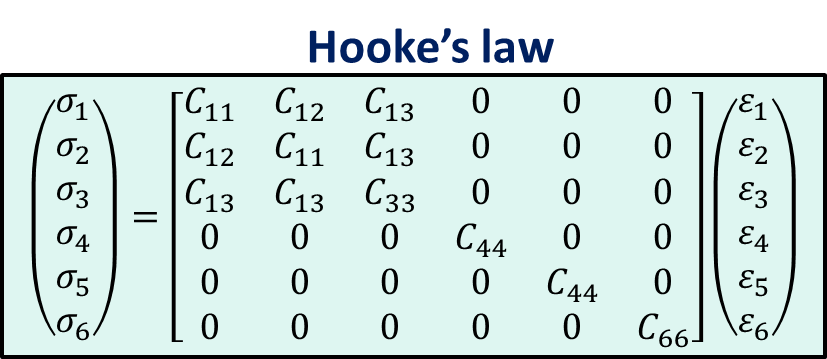 Hooke's law
σ₁ C₁₁ C₁₂ C₁₃ 0 0 0 ε₁
σ₂ C₁₂ C₁₁ C₁₃ 0 0 0 ε₂
σ₃ = C₁₃ C₁₃ C₃₃ 0 0 0 ε₃
σ₄ 0 0 0 C₄₄ 0 0 ε₄
σ₅ 0 0 0 0 C₄₄ 0 ε₅
σ₆ 0 0 0 0 0 C₆₆ ε₆